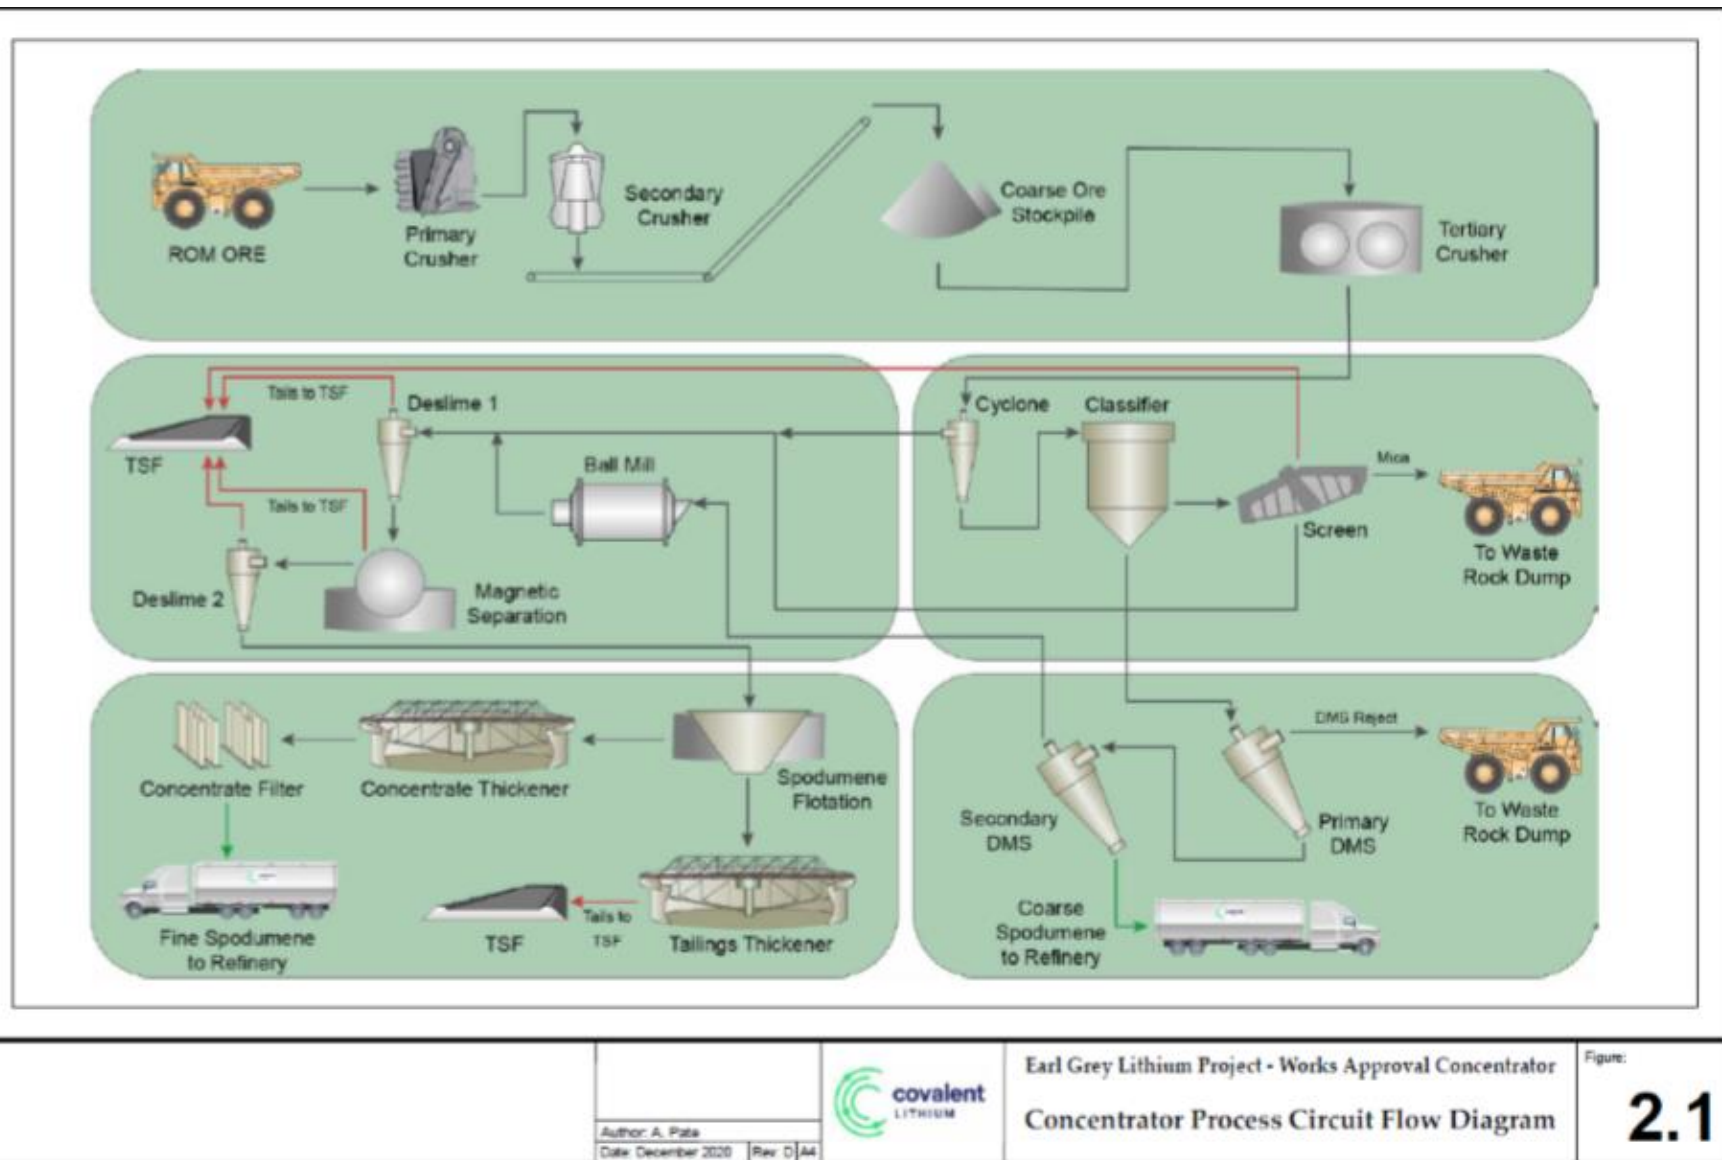 ROM ORE
Primary
Crusher
Secondary
Crusher
Coarse Ore
Stockpile
Tertiary
Crusher
Tails to TSF
Deslime 1
TSF
Ball Mill
Tails to TSF
Deslime 2
Magnetic
Separation
Cyclone
Classifier
Mica
Screen
To Waste
Rock Dump
Concentrate Filter
Concentrate Thickener
Spodumene
Flotation
Fine Spodumene
to Refinery
TSF
Tails to
TSF
Tailings Thickener
DMS Reject
Secondary
DMS
Primary
DMS
To Waste
Rock Dump
Coarse
Spodumene
to Refinery
Author: A. Pate
Date: December 2020
Rev: D
A4
covalent
LITHIUM
Earl Grey Lithium Project - Works Approval Concentrator
Concentrator Process Circuit Flow Diagram
Figure:
2.1